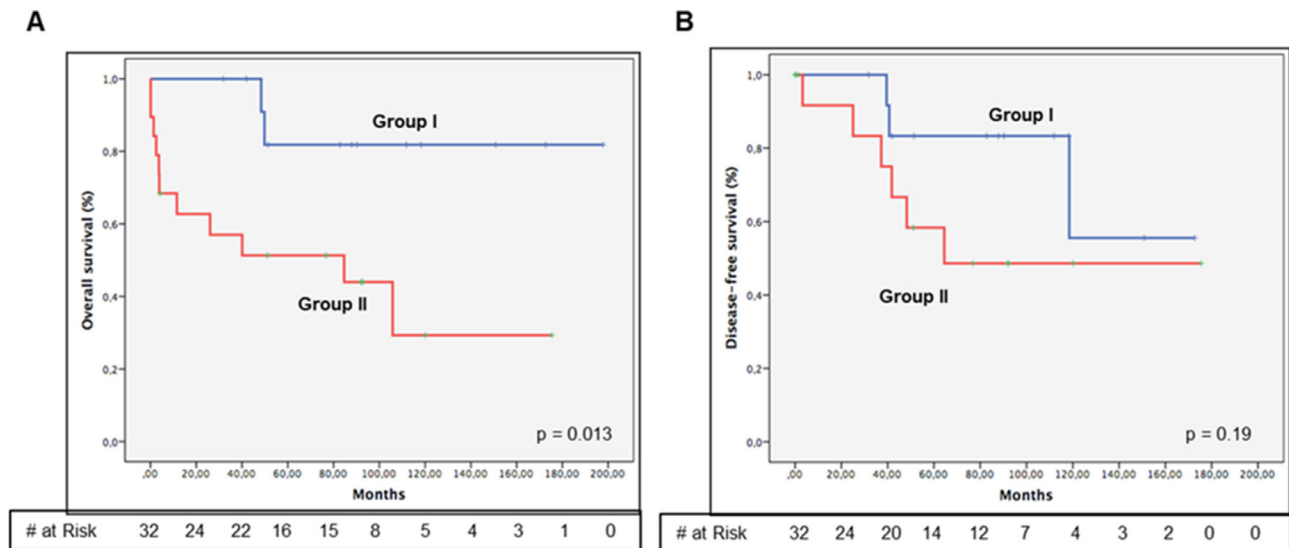 A
Overall survival (%)
1,0
0,8
0,6
0,4
0,2
0,0
Group I
Group II
p = 0.013
,00 20,00 40,00 60,00 80,00 100,00 120,00 140,00 160,00 180,00 200,00
Months
# at Risk 32 24 22 16 15 8 5 4 3 1 0
B
Disease-free survival (%)
1,0
0,8
0,6
0,4
0,2
0,0
Group I
Group II
p = 0.19
,00 20,00 40,00 60,00 80,00 100,00 120,00 140,00 160,00 180,00 200,00
Months
# at Risk 32 24 20 14 12 7 4 3 2 0 0